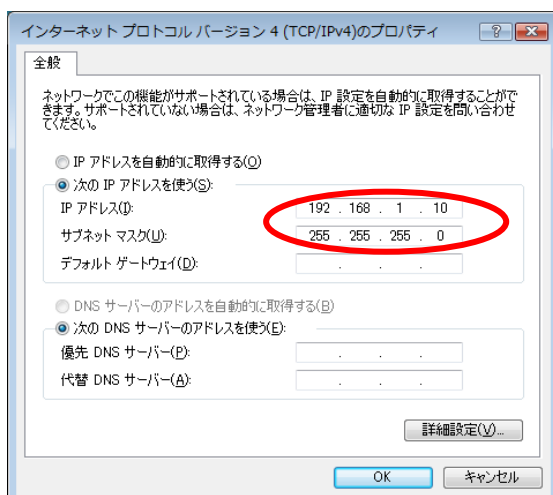 インターネット プロトコル バージョン 4 (TCP/IPv4)のプロパティ
全般
ネットワークでこの機能がサポートされている場合は、IP 設定を自動的に取得することがで
きます。サポートされていない場合は、ネットワーク管理者に適切な IP 設定を問い合わせ
てください。
IP アドレスを自動的に取得する(O)
次の IP アドレスを使う(S):
IP アドレス(I): 192 . 168 . 1 . 10
サブネット マスク(U): 255 . 255 . 255 . 0
デフォルト ゲートウェイ(D): . . .
DNS サーバーのアドレスを自動的に取得する(B)
次の DNS サーバーのアドレスを使う(E):
優先 DNS サーバー(P): . . .
代替 DNS サーバー(A): . . .
詳細設定(V)...
OK キャンセル